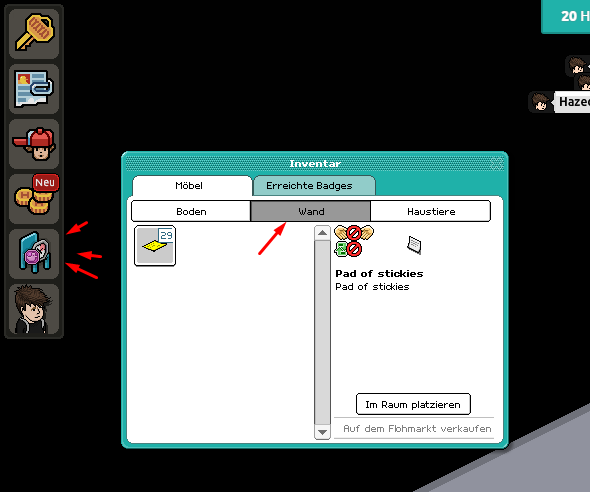 20 H
Hazed
Neu
Inventar
Möbel
Erreichte Badges
Boden
Wand
Haustiere
29
Pad of stickies
Pad of stickies
Im Raum platzieren
Auf dem Flohmarkt verkaufen